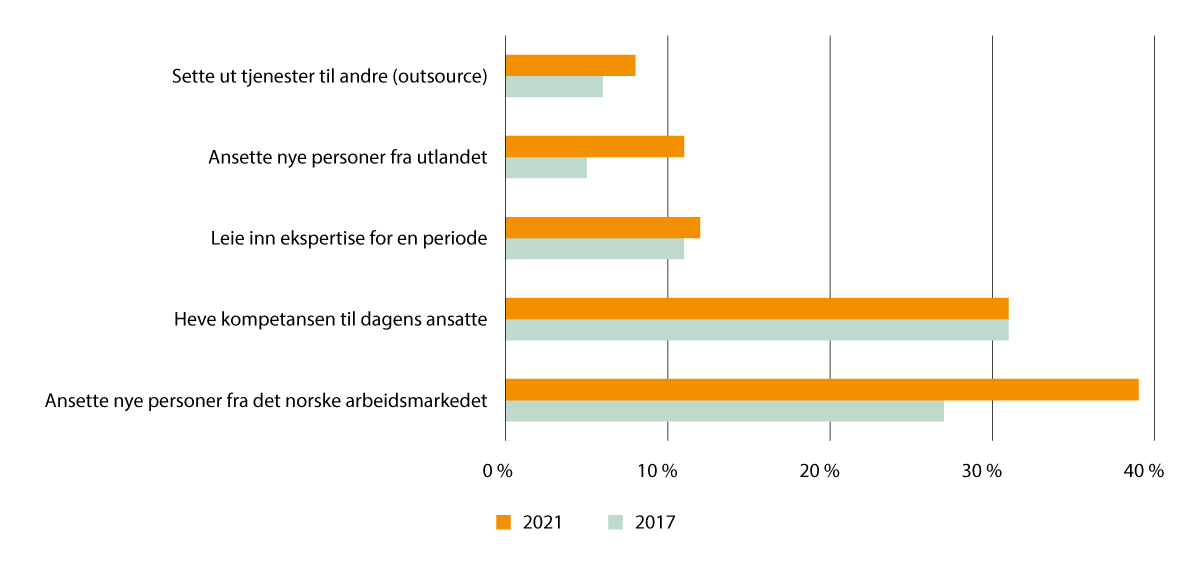 Sette ut tjenester til andre (outsource)
Ansette nye personer fra utlandet
Leie inn ekspertise for en periode
Heve kompetansen til dagens ansatte
Ansette nye personer fra det norske arbeidsmarkedet
0 % 10 % 20 % 30 % 40 %
2021 2017